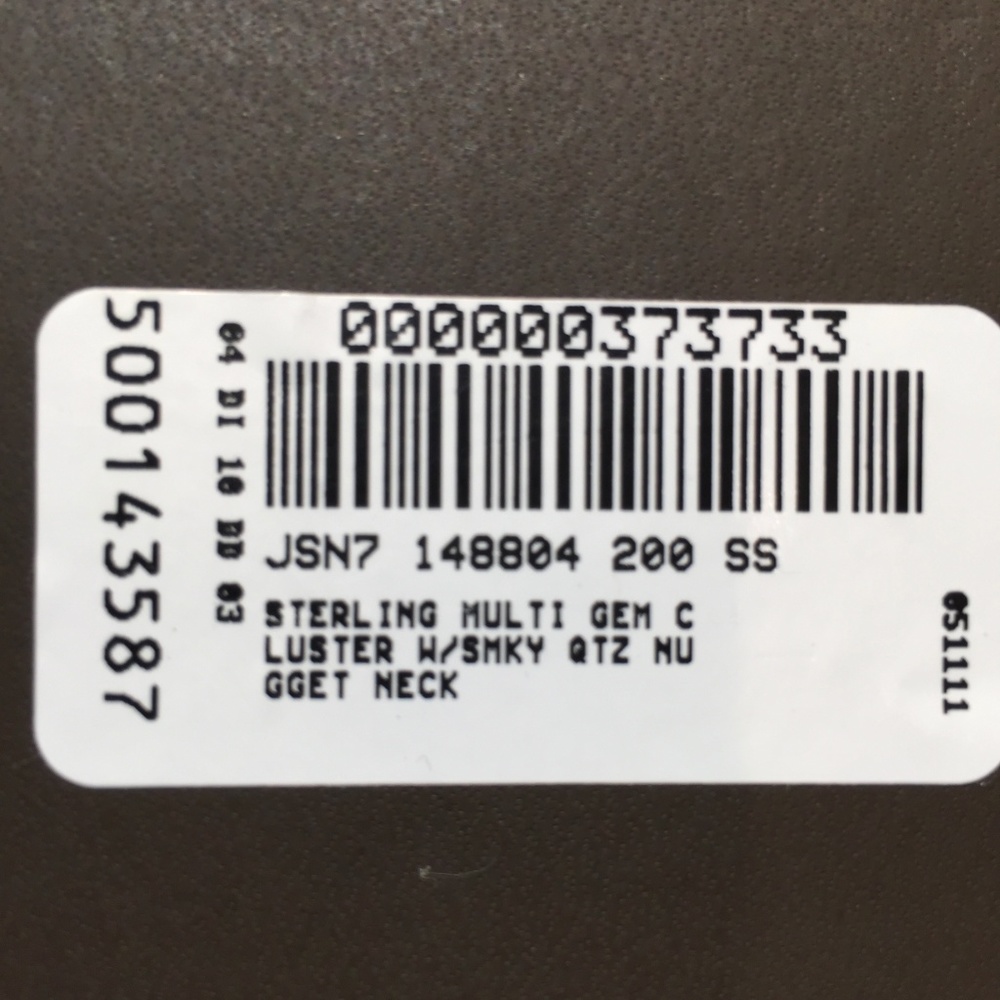 500143587
04 DI 10 DD 03
000000373733
JSN7 148804 200 SS
STERLING MULTI GEM C
LUSTER W/SMKY QTZ NU
GGET NECK
051111